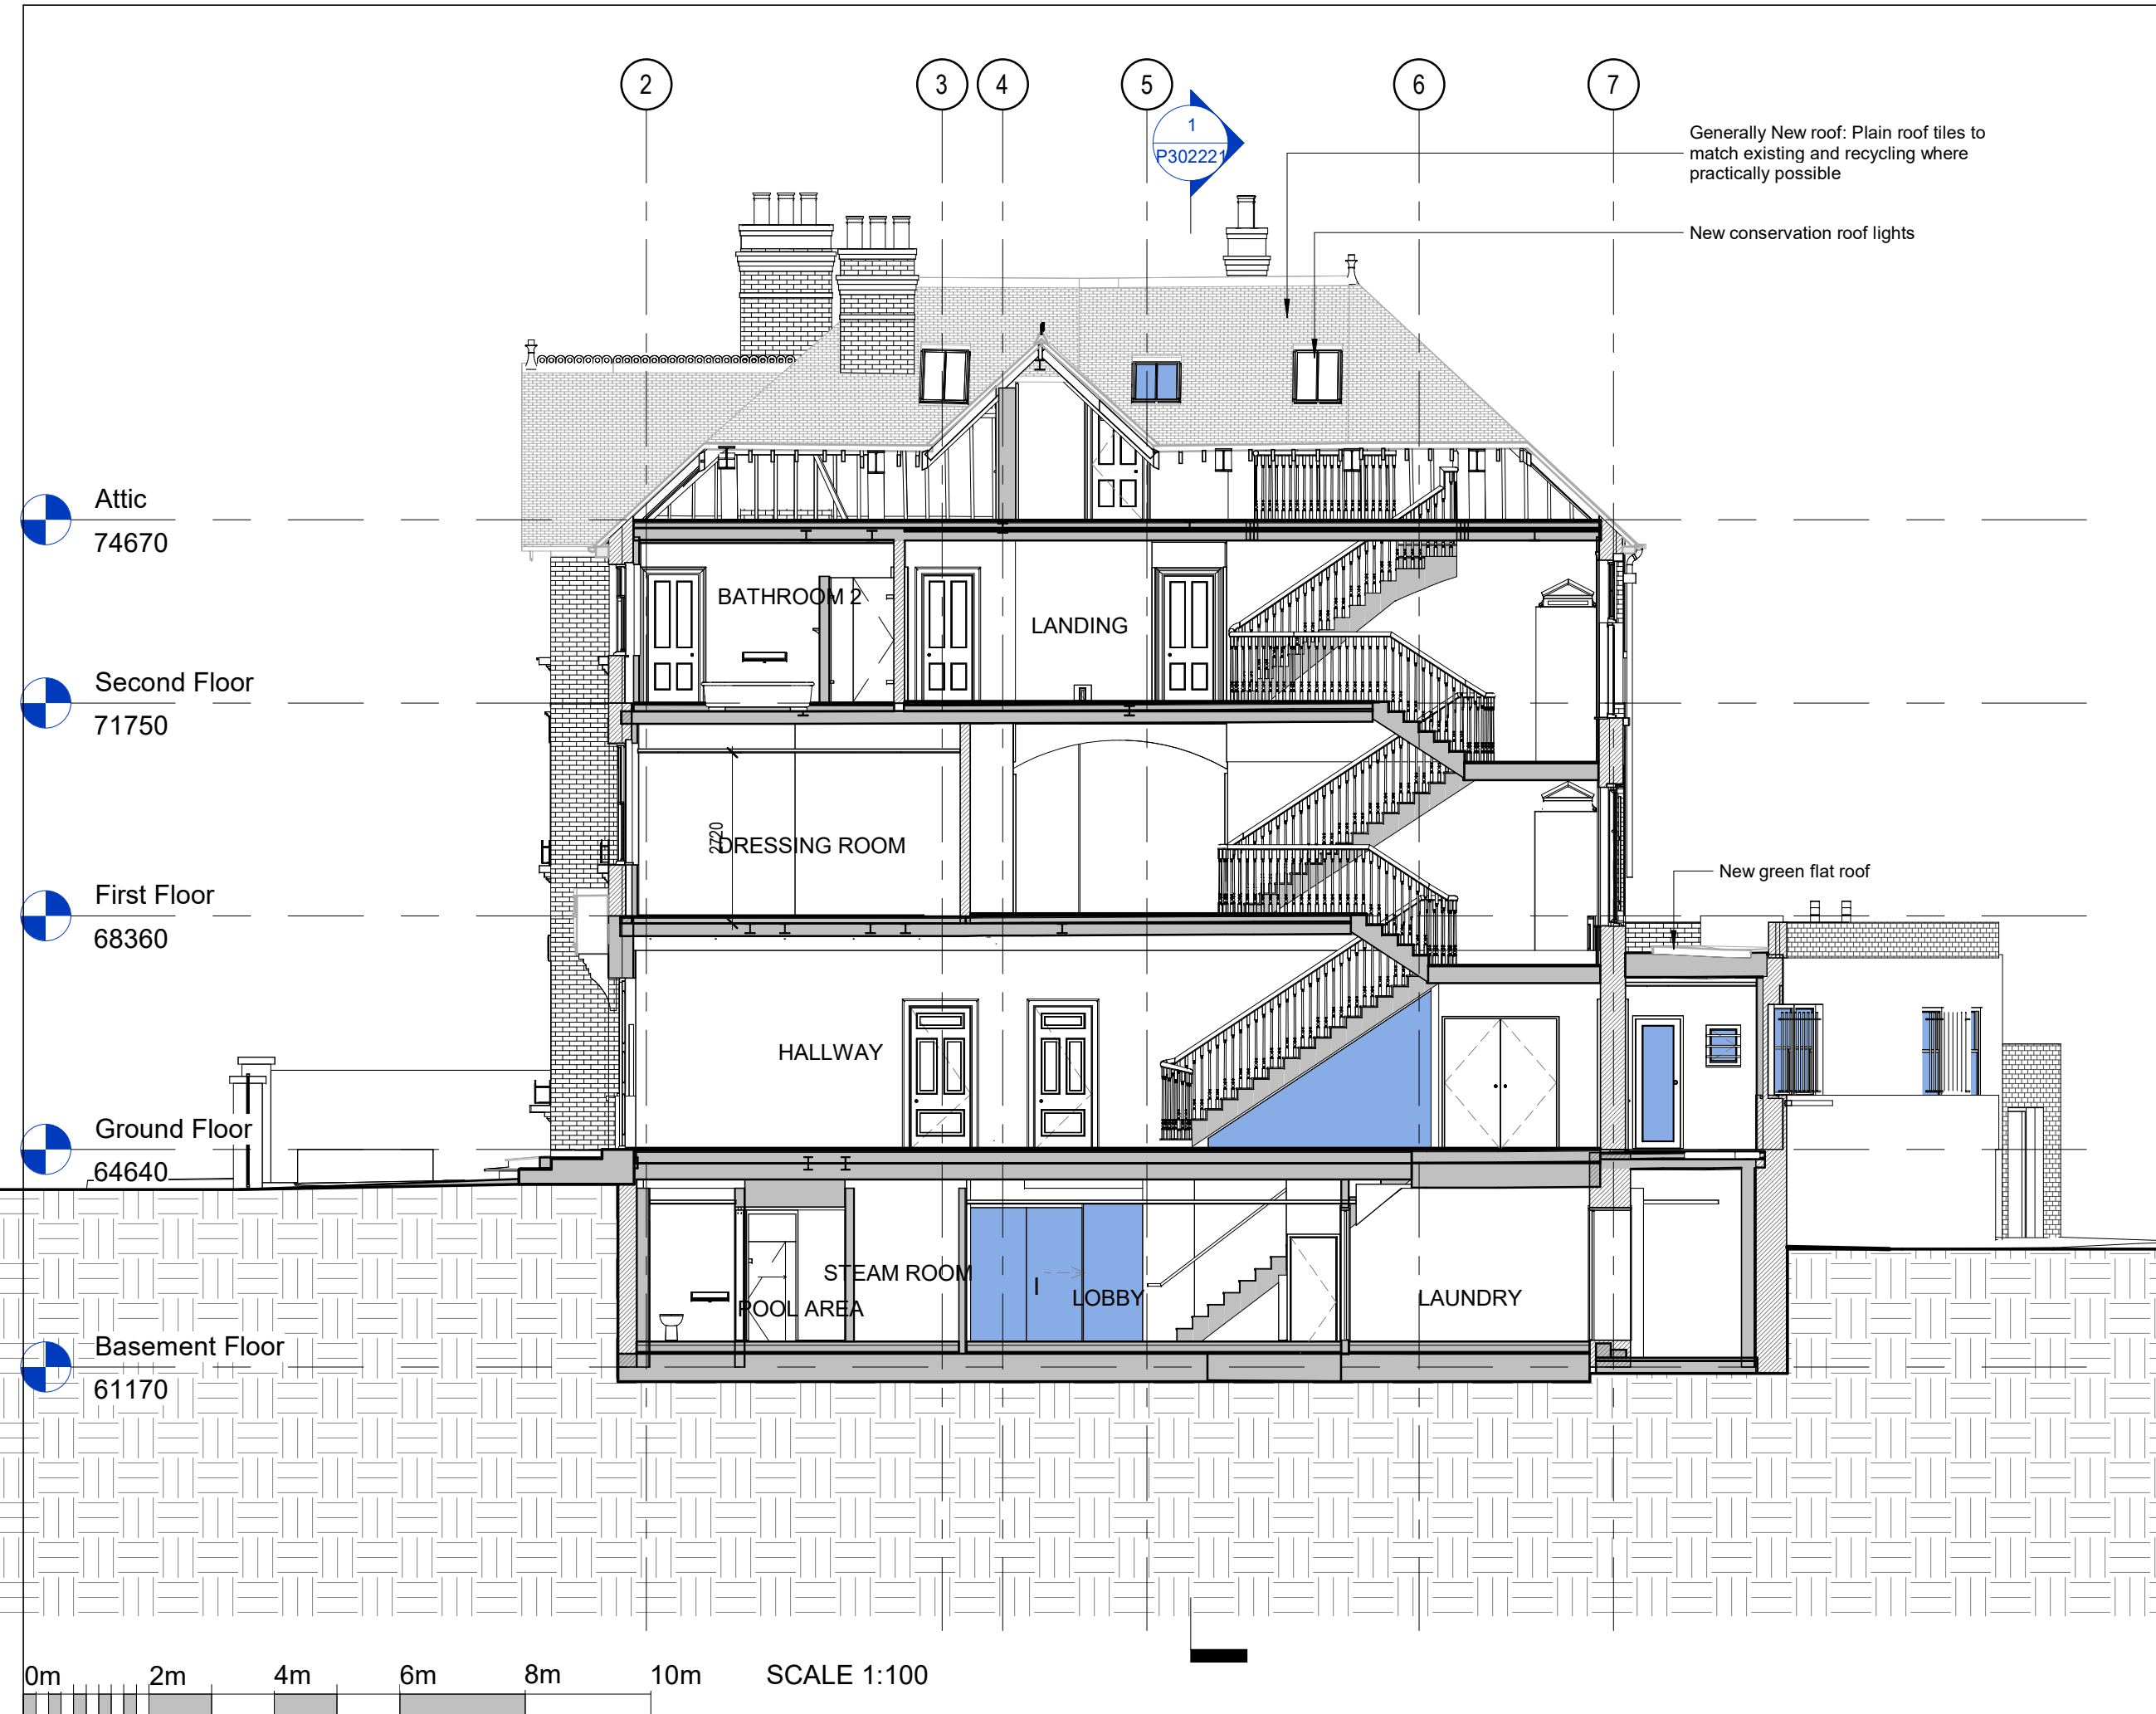 2
3
4
5
6
7
1
P302221
Generally New roof: Plain roof tiles to
match existing and recycling where
practically possible
New conservation roof lights
Attic
74670
BATHROOM 2
LANDING
Second Floor
71750
2720
DRESSING ROOM
New green flat roof
First Floor
68360
HALLWAY
Ground Floor
64640
STEAM ROOM
POOL AREA
LOBBY
LAUNDRY
Basement Floor
61170
0m
2m
4m
6m
8m
10m
SCALE 1:100